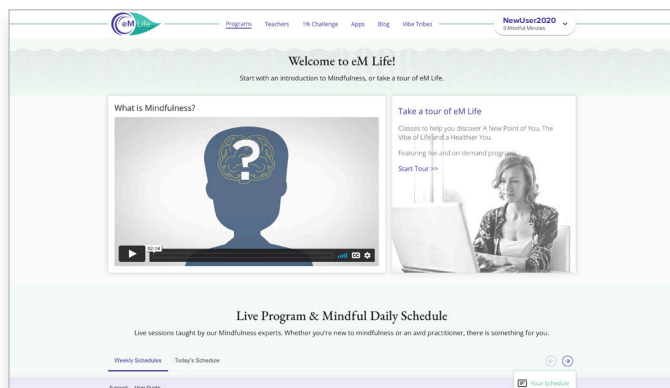 eM Life
Programs Teachers 1% Challenge Apps Blog Vibe Tribes
NewUser2020
0 Mindful Minutes
Welcome to eM Life!
Start with an introduction to Mindfulness, or take a tour of eM Life.
What is Mindfulness?
?
02:14
CC
Take a tour of eM Life
Classes to help you discover A New Point of You, The
Vibe of Life and a Healthier You.
Featuring live and on-demand programs
Start Tour >>
Live Program & Mindful Daily Schedule
Live sessions taught by our Mindfulness experts. Whether you're new to mindfulness or an avid practitioner, there is something for you.
Weekly Schedules Today's Schedule
Your Schedule
Support User Guide